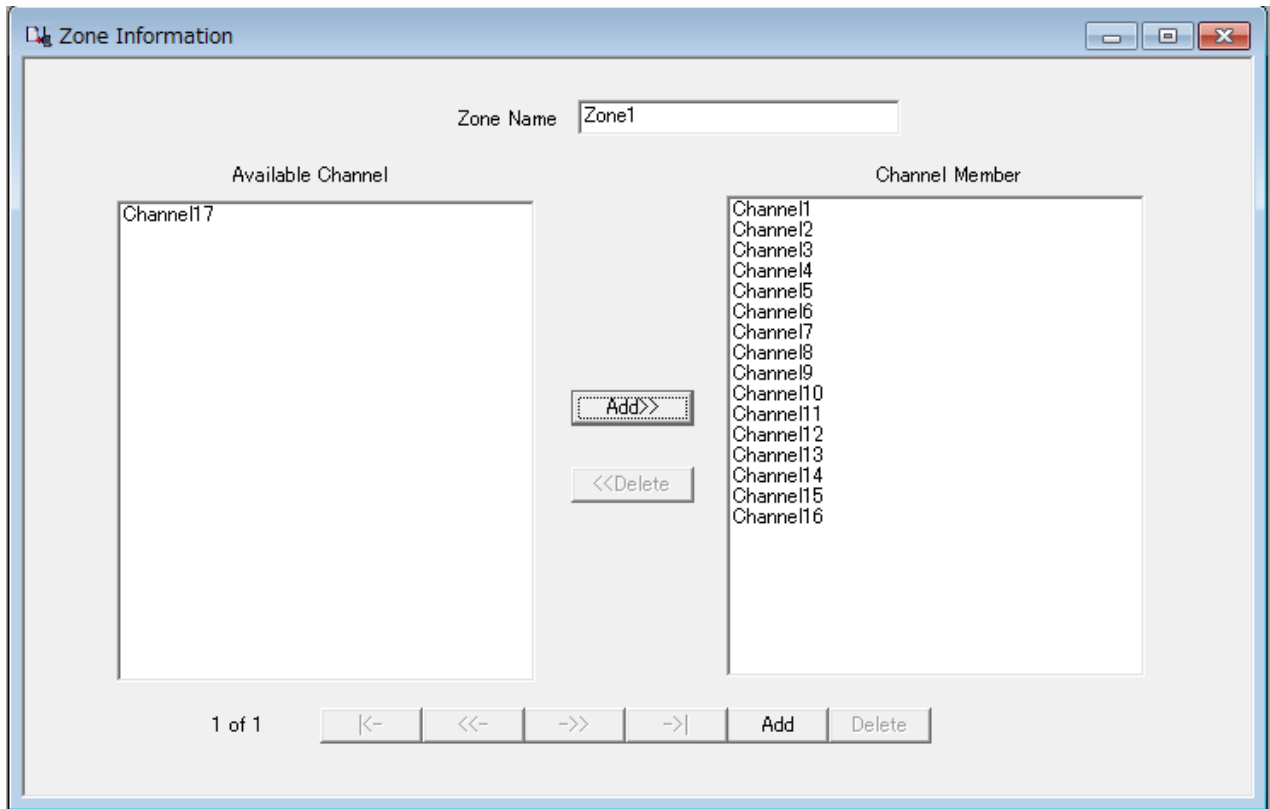 Zone Information
Zone Name Zone1
Available Channel
Channel17
Channel Member
Channel1
Channel2
Channel3
Channel4
Channel5
Channel6
Channel7
Channel8
Channel9
Channel10
Channel11
Channel12
Channel13
Channel14
Channel15
Channel16
Add>>
<<Delete
1 of 1 |<- <<- ->> ->| Add Delete